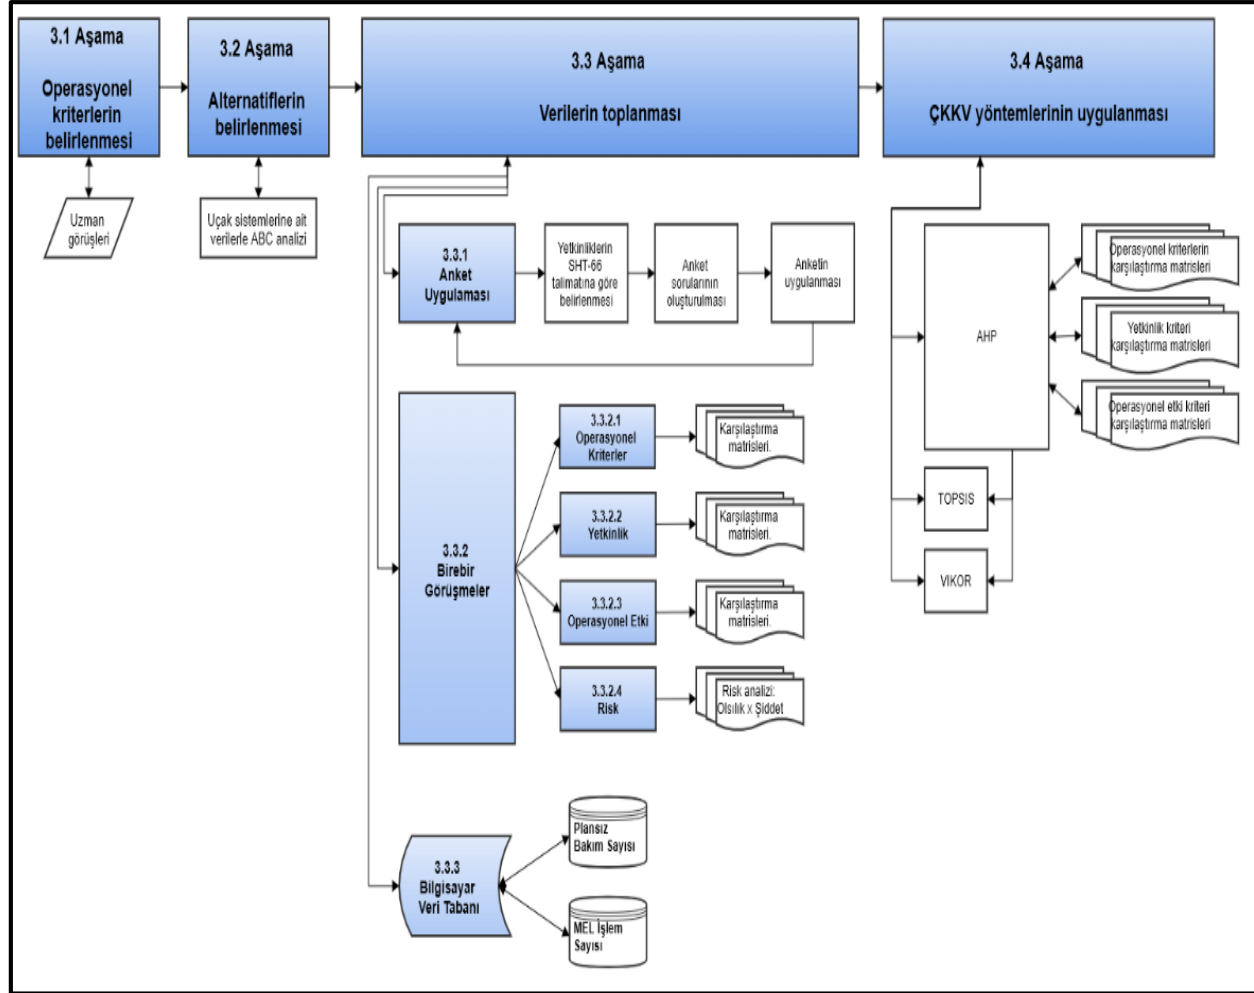 3.1 Aşama
Operasyonel
kriterlerin
belirlenmesi
3.2 Aşama
Alternatiflerin
belirlenmesi
3.3 Aşama
Verilerin toplanması
3.4 Aşama
ÇKKV yöntemlerinin uygulanması
Uzman
görüşleri
Uçak sistemlerine ait
verilerle ABC analizi
3.3.1
Anket
Uygulaması
Yetkinliklerin
SHT-66
talimatına göre
belirlenmesi
Anket
sorularının
oluşturulması
Anketin
uygulanması
3.3.2
Birebir
Görüşmeler
3.3.2.1
Operasyonel
Kriterler
Karşılaştırma
matrisleri.
3.3.2.2
Yetkinlik
Karşılaştırma
matrisleri.
3.3.2.3
Operasyonel Etki
Karşılaştırma
matrisleri.
3.3.2.4
Risk
Risk analizi:
Olsılık x Şiddet
3.3.3
Bilgisayar
Veri Tabanı
Plansız
Bakım Sayısı
MEL İşlem
Sayısı
AHP
Operasyonel kriterlerin
karşılaştırma matrisleri
Yetkinlik kriteri
karşılaştırma matrisleri
Operasyonel etki kriteri
karşılaştırma matrisleri
TOPSIS
VIKOR